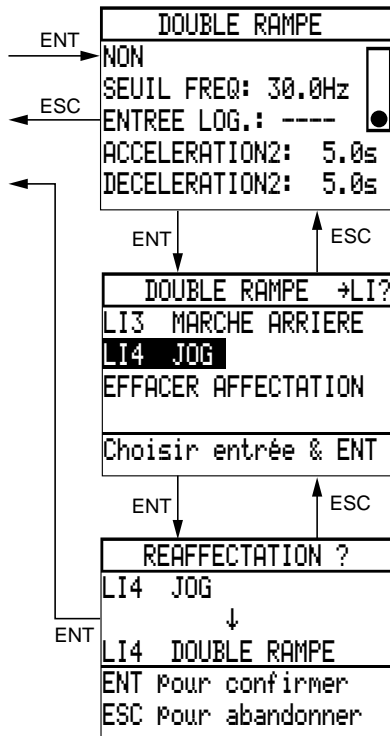 DOUBLE RAMPE
ENT
NON
SEUIL FREQ: 30.0Hz
ESC
ENTREE LOG.: ----
ACCELERATION2: 5.0s
DECELERATION2: 5.0s
ENT
ESC
DOUBLE RAMPE →LI?
LI3 MARCHE ARRIERE
LI4 JOG
EFFACER AFFECTATION
Choisir entrée & ENT
ENT
ESC
REAFFECTATION ?
LI4 JOG
↓
ENT
LI4 DOUBLE RAMPE
ENT pour confirmer
ESC pour abandonner